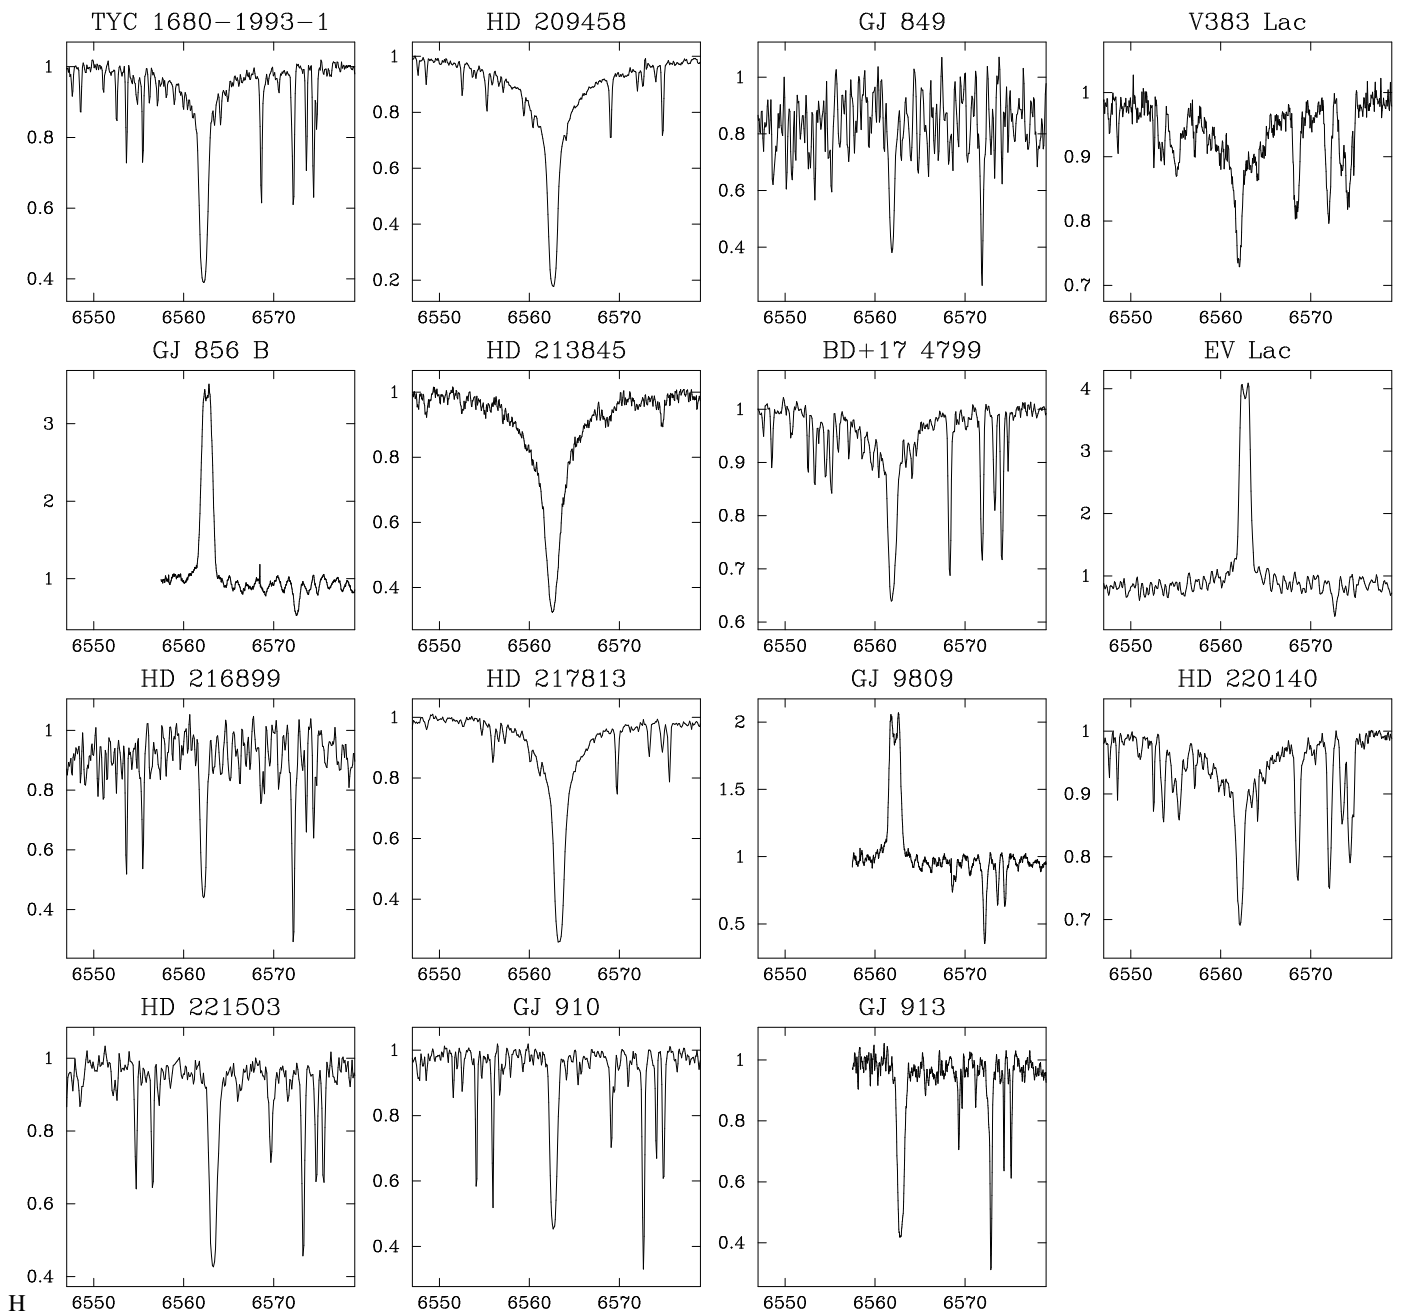 TYC 1680−1993−1 HD 209458 GJ 849 V383 Lac
1 1 1 1
0.8 0.8 0.8 0.9
0.6 0.6 0.6 0.8
0.4 0.4 0.4 0.7
0.2
6550 6560 6570 6550 6560 6570 6550 6560 6570 6550 6560 6570
GJ 856 B HD 213845 BD+17 4799 EV Lac
3 1 1 4
2 0.8 0.9 3
1 0.6 0.8 2
0.4 0.7 1
0.6
6550 6560 6570 6550 6560 6570 6550 6560 6570 6550 6560 6570
HD 216899 HD 217813 GJ 9809 HD 220140
1 1 2 1
0.8 0.8 1.5 0.9
0.6 0.6 1 0.8
0.4 0.4 0.5 0.7
6550 6560 6570 6550 6560 6570 6550 6560 6570 6550 6560 6570
HD 221503 GJ 910 GJ 913
1 1 1
0.8 0.8 0.8
0.6 0.6 0.6
0.4 0.4 0.4
6550 6560 6570 6550 6560 6570 6550 6560 6570
H